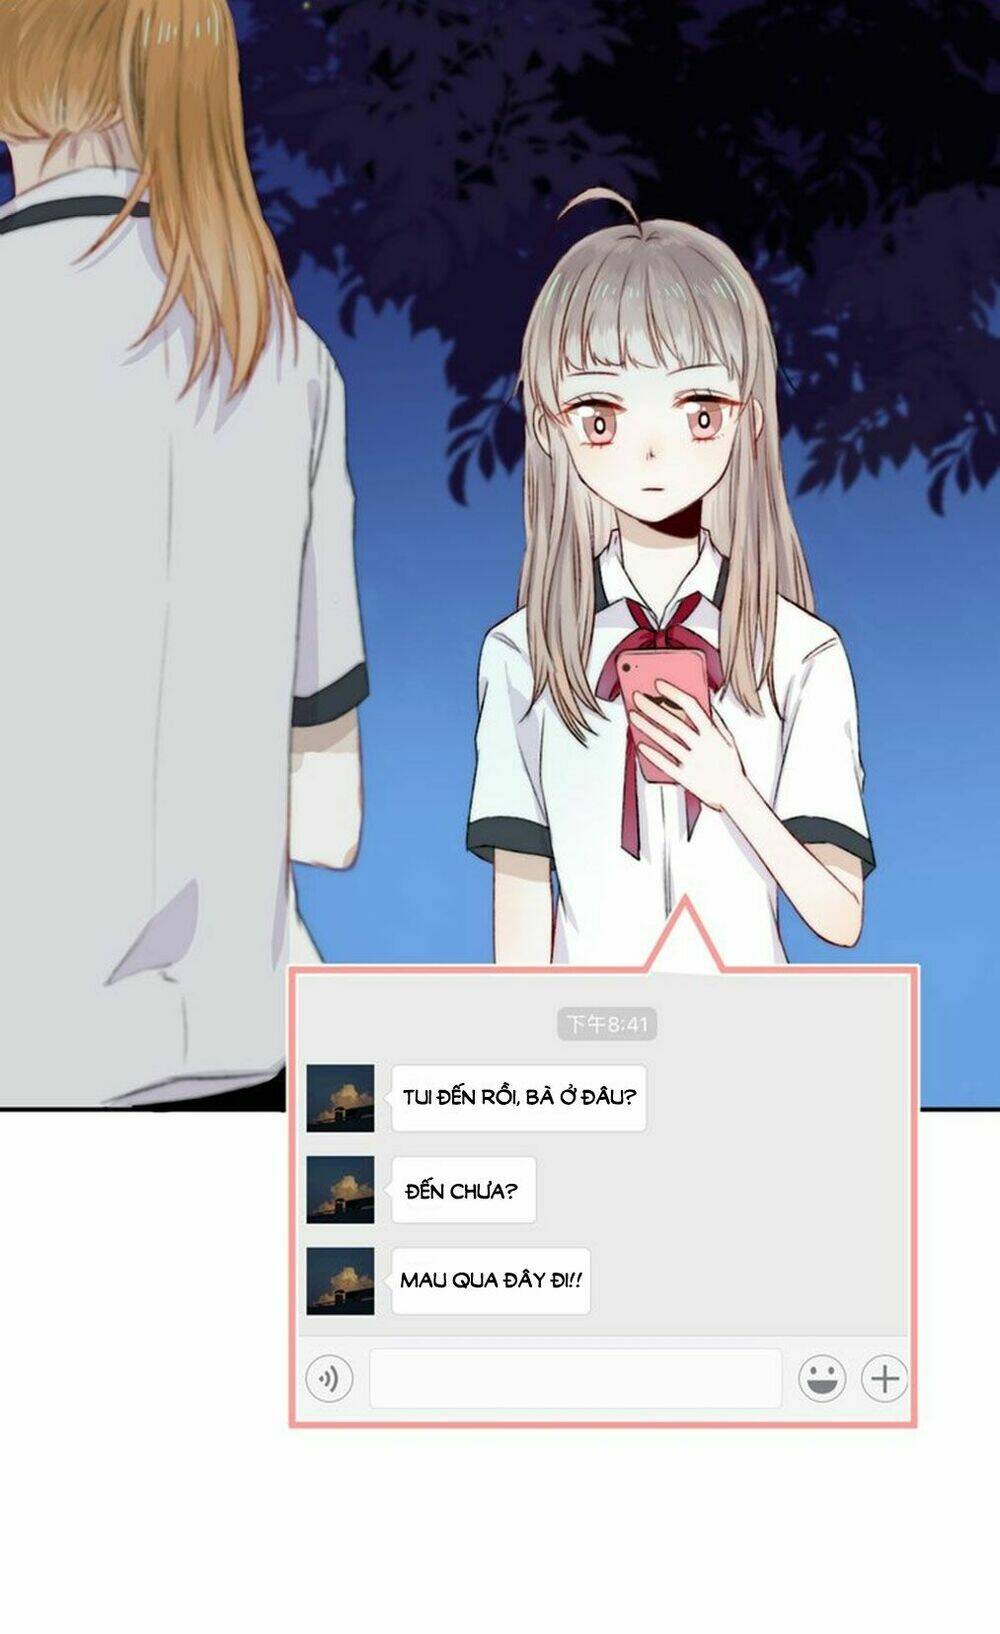 下午8:41
TUI ĐẾN RỒI, BÀ Ở ĐÂU?
ĐẾN CHƯA?
MAU QUA ĐÂY ĐI!!